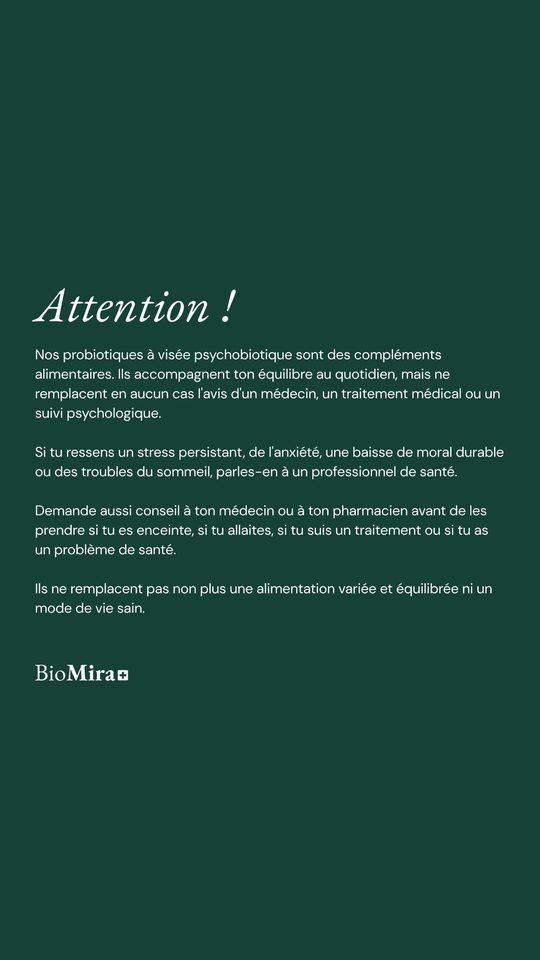 Attention !
Nos probiotiques à visée psychobiotique sont des compléments
alimentaires. Ils accompagnent ton équilibre au quotidien, mais ne
remplacent en aucun cas l'avis d'un médecin, un traitement médical ou un
suivi psychologique.
Si tu ressens un stress persistant, de l'anxiété, une baisse de moral durable
ou des troubles du sommeil, parles-en à un professionnel de santé.
Demande aussi conseil à ton médecin ou à ton pharmacien avant de les
prendre si tu es enceinte, si tu allaites, si tu suis un traitement ou si tu as
un problème de santé.
Ils ne remplacent pas non plus une alimentation variée et équilibrée ni un
mode de vie sain.
BioMira